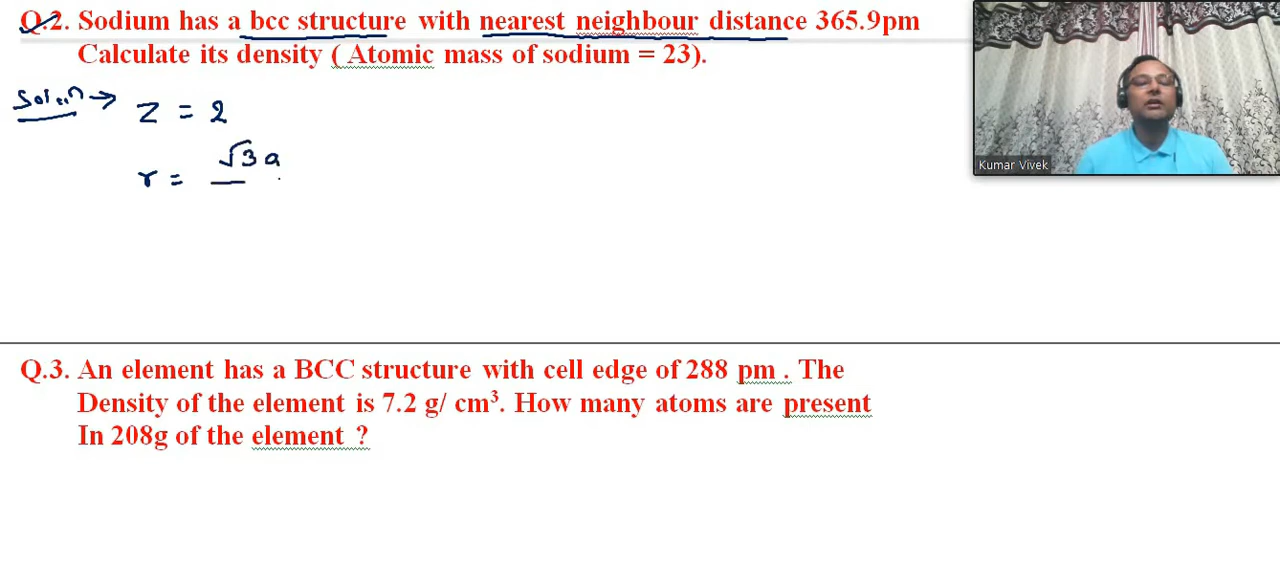 Q.2. Sodium has a bcc structure with nearest neighbour distance 365.9pm
Calculate its density ( Atomic mass of sodium = 23).
Soln → Z = 2
r = √3 a
Kumar Vivek
Q.3. An element has a BCC structure with cell edge of 288 pm . The
Density of the element is 7.2 g/ cm³. How many atoms are present
In 208g of the element ?